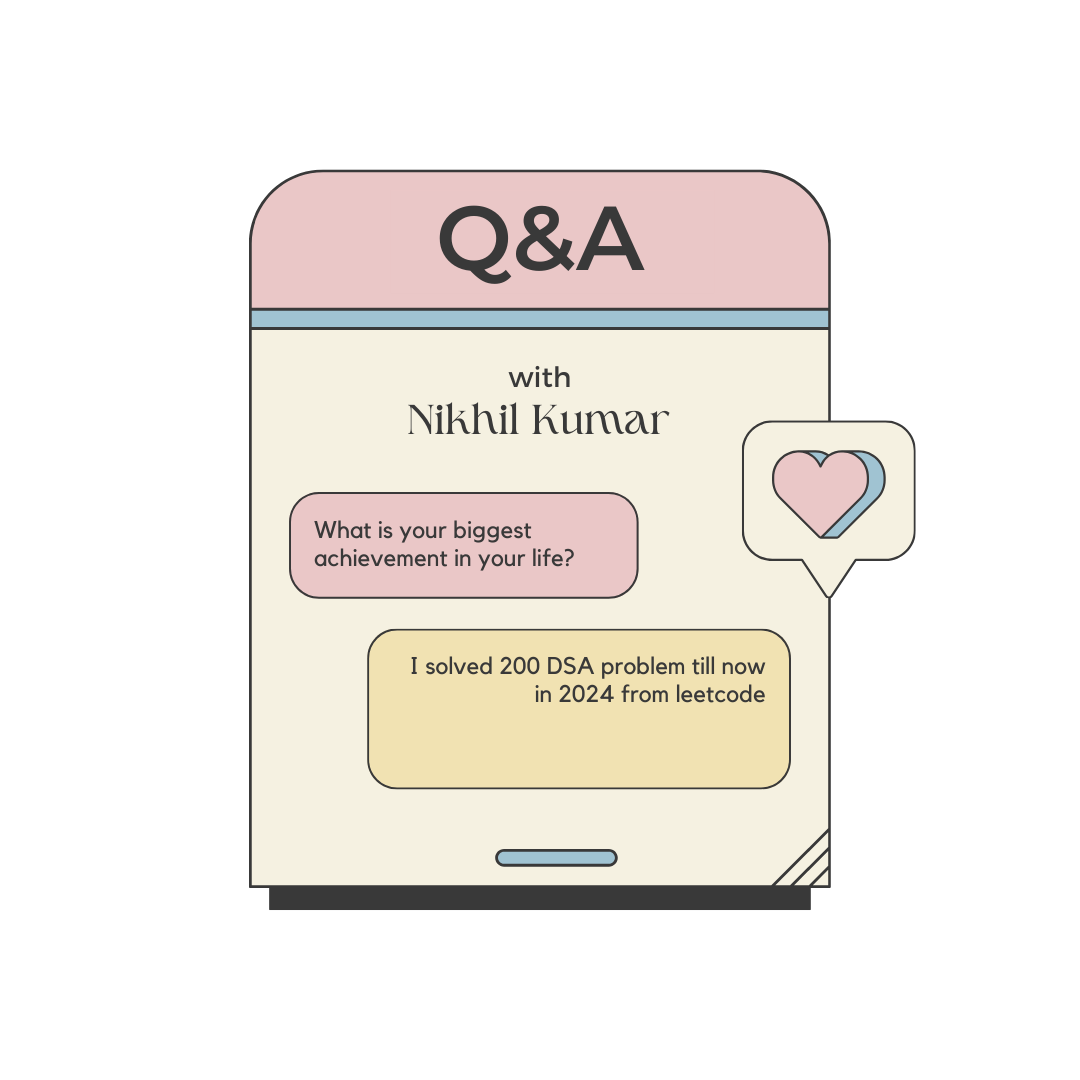 Q&A
with
Nikhil Kumar
What is your biggest
achievement in your life?
I solved 200 DSA problem till now
in 2024 from leetcode